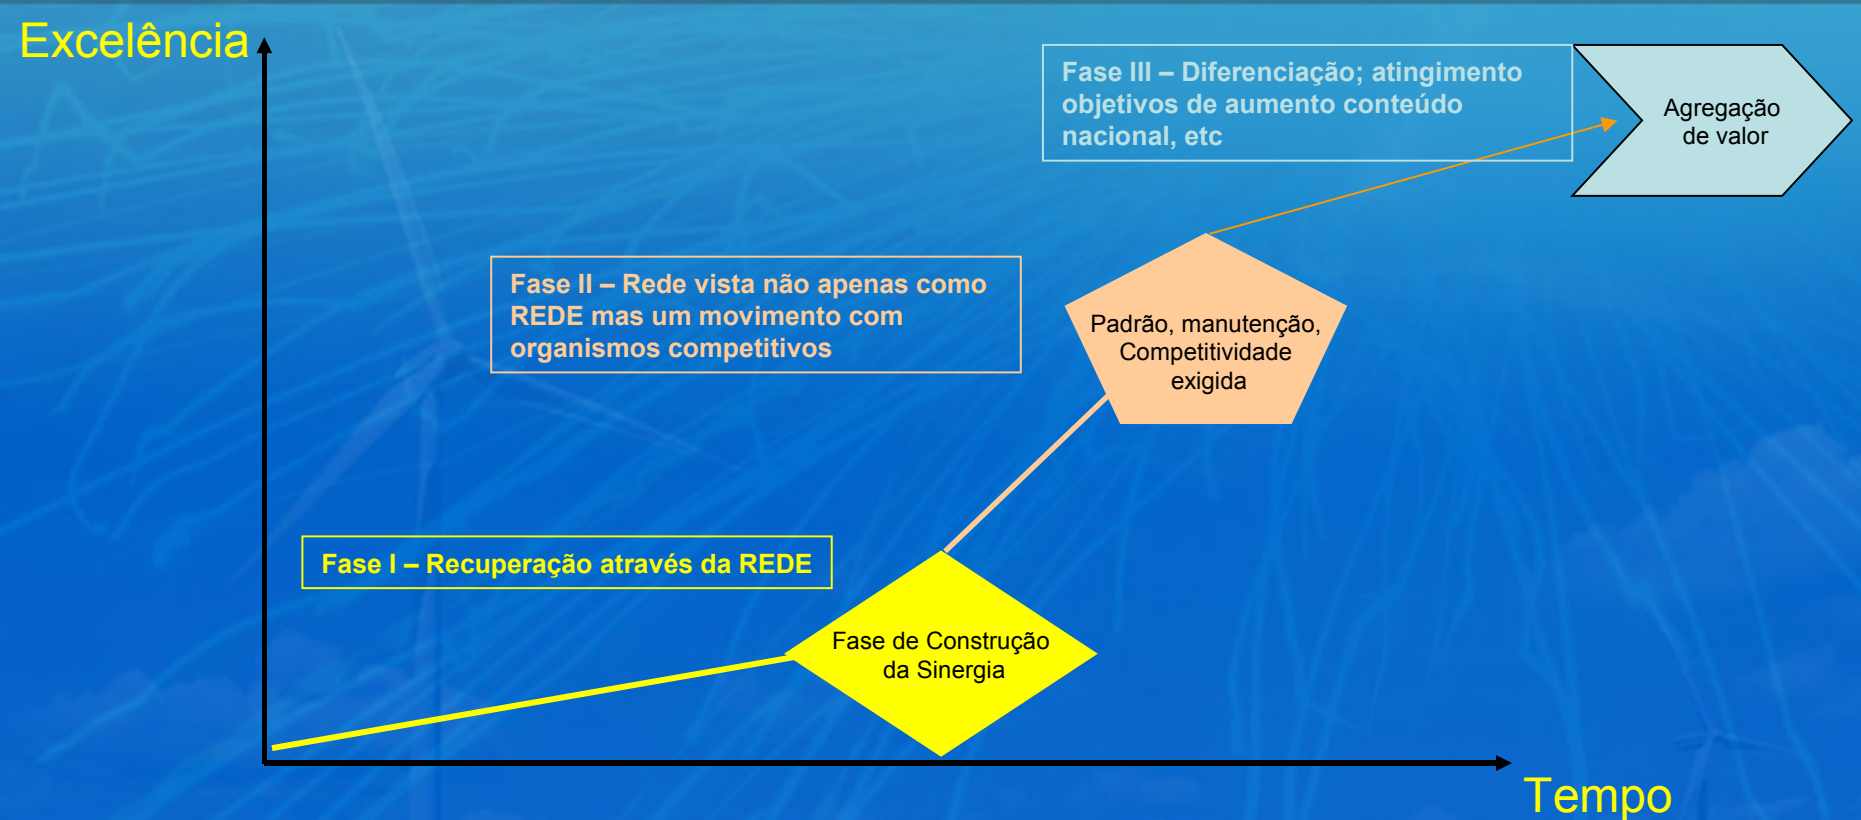 Excelência
Fase III – Diferenciação; atingimento
objetivos de aumento conteúdo
nacional, etc
Agregação
de valor
Fase II – Rede vista não apenas como
REDE mas um movimento com
organismos competitivos
Padrão, manutenção,
Competitividade
exigida
Fase I – Recuperação através da REDE
Fase de Construção
da Sinergia
Tempo